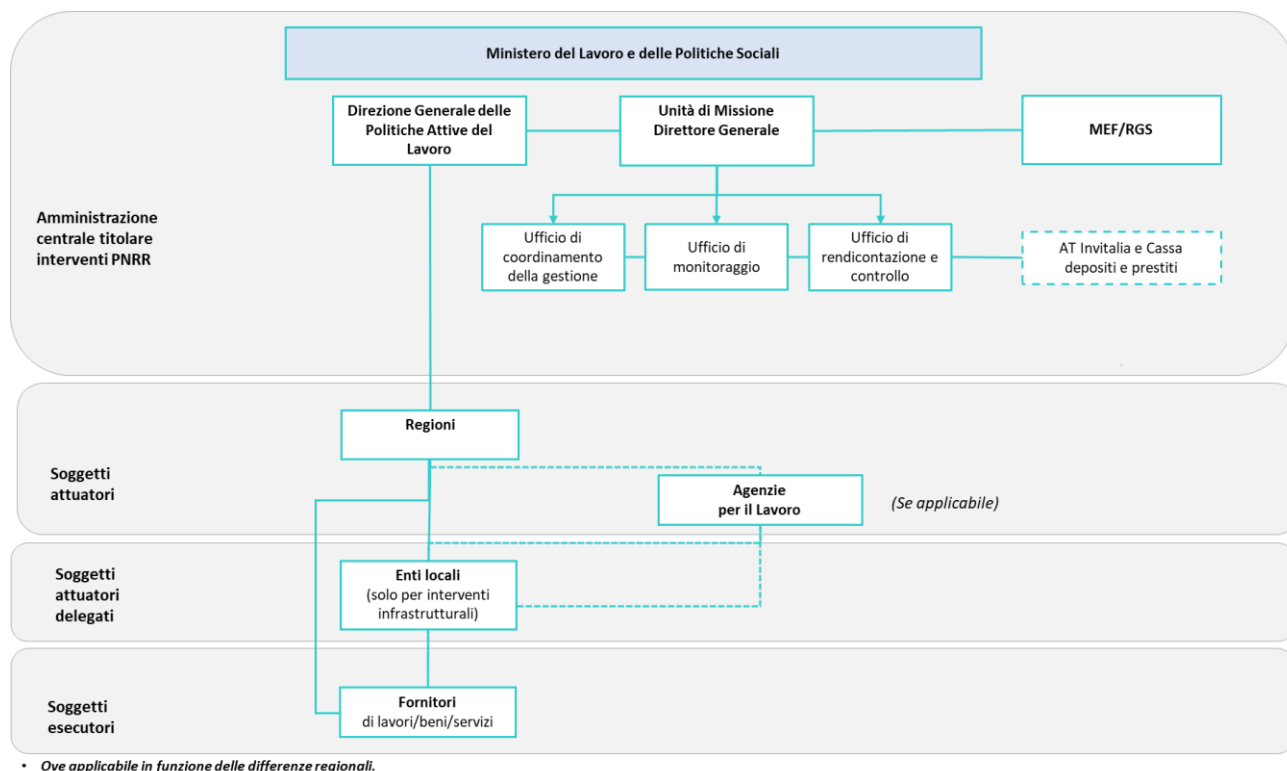 Ministero del Lavoro e delle Politiche Sociali
Direzione Generale delle
Politiche Attive del
Lavoro
Unità di Missione
Direttore Generale
MEF/RGS
Amministrazione
centrale titolare
interventi PNRR
Ufficio di
coordinamento
della gestione
Ufficio di
monitoraggio
Ufficio di
rendicontazione e
controllo
AT Invitalia e Cassa
depositi e prestiti
Regioni
Soggetti
attuatori
Agenzie
per il Lavoro
(Se applicabile)
Soggetti
attuatori
delegati
Enti locali
(solo per interventi
infrastrutturali)
Soggetti
esecutori
Fornitori
di lavori/beni/servizi
• Ove applicabile in funzione delle differenze regionali.